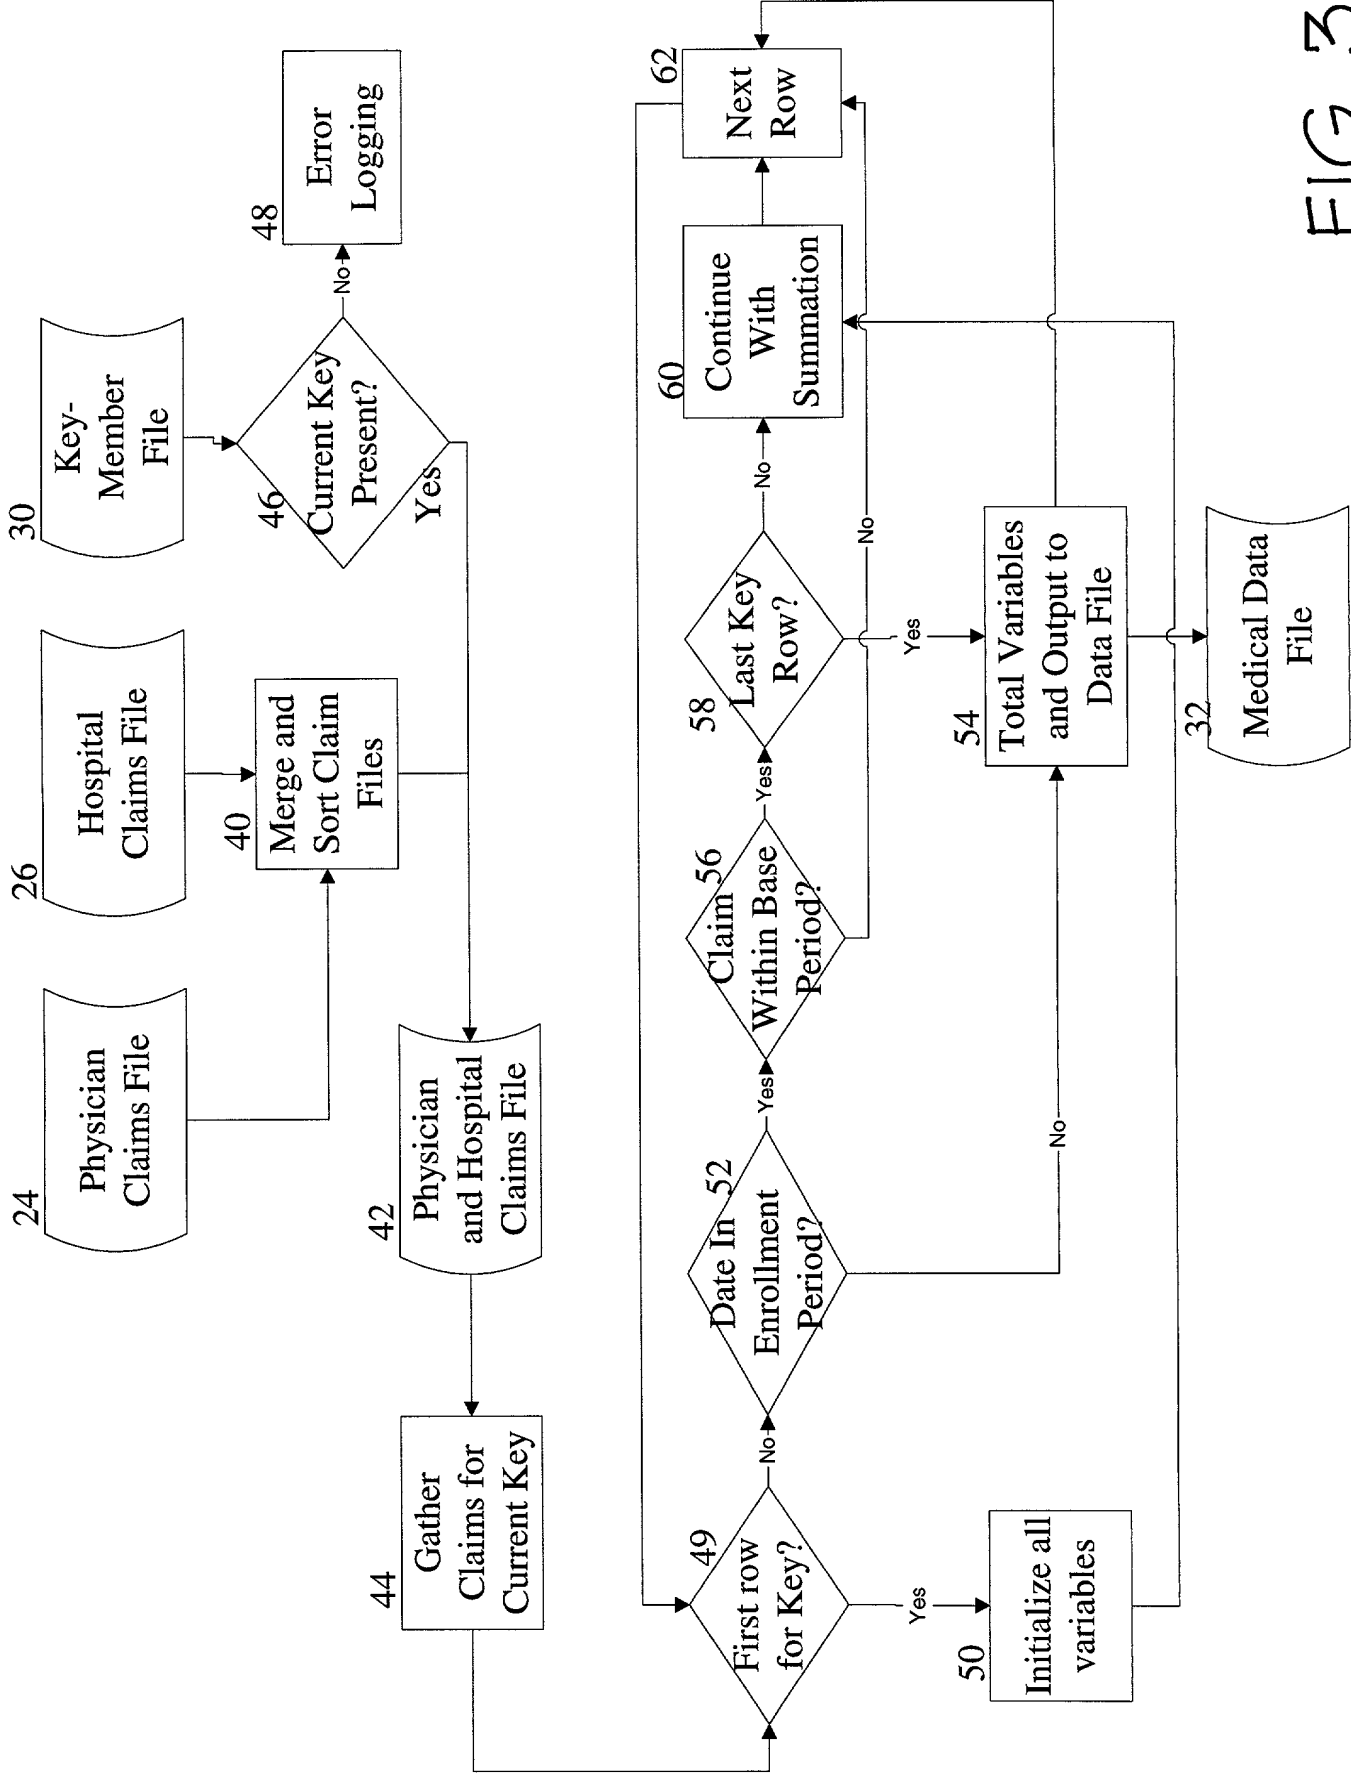 24
Physician
Claims File
26
Hospital
Claims File
30
Key-
Member
File
40
Merge and
Sort Claim
Files
46
Current Key
Present?
No
Yes
48
Error
Logging
42
Physician
and Hospital
Claims File
44
Gather
Claims for
Current Key
49
First row
for Key?
No
Yes
50
Initialize all
variables
52
Date In
Enrollment
Period?
Yes
No
56
Claim
Within Base
Period?
Yes
No
58
Last Key
Row?
No
Yes
60
Continue
With
Summation
62
Next
Row
54
Total Variables
and Output to
Data File
32
Medical Data
File
FIG 3